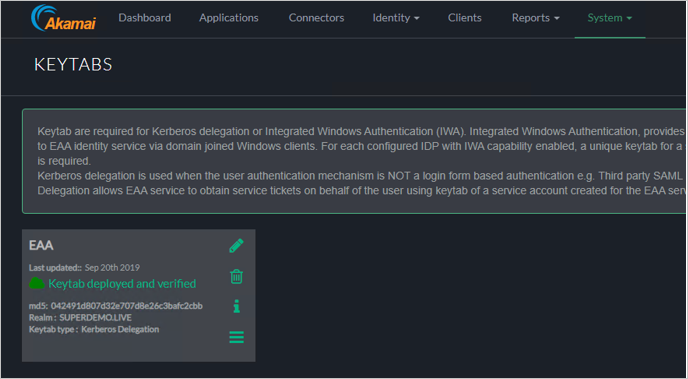 Akamai Dashboard Applications Connectors Identity Clients Reports System
KEYTABS
Keytab are required for Kerberos delegation or Integrated Windows Authentication (IWA). Integrated Windows Authentication, provides
to EAA identity service via domain joined Windows clients. For each configured IDP with IWA capability enabled, a unique keytab for a
is required.
Kerberos delegation is used when the user authentication mechanism is NOT a login form based authentication e.g. Third party SAML
Delegation allows EAA service to obtain service tickets on behalf of the user using keytab of a service account created for the EAA serv
EAA
Last updated:: Sep 20th 2019
Keytab deployed and verified
md5: 042491d807d32e707d8e26c3bafc2cbb
Realm : SUPERDEMO.LIVE
Keytab type : Kerberos Delegation